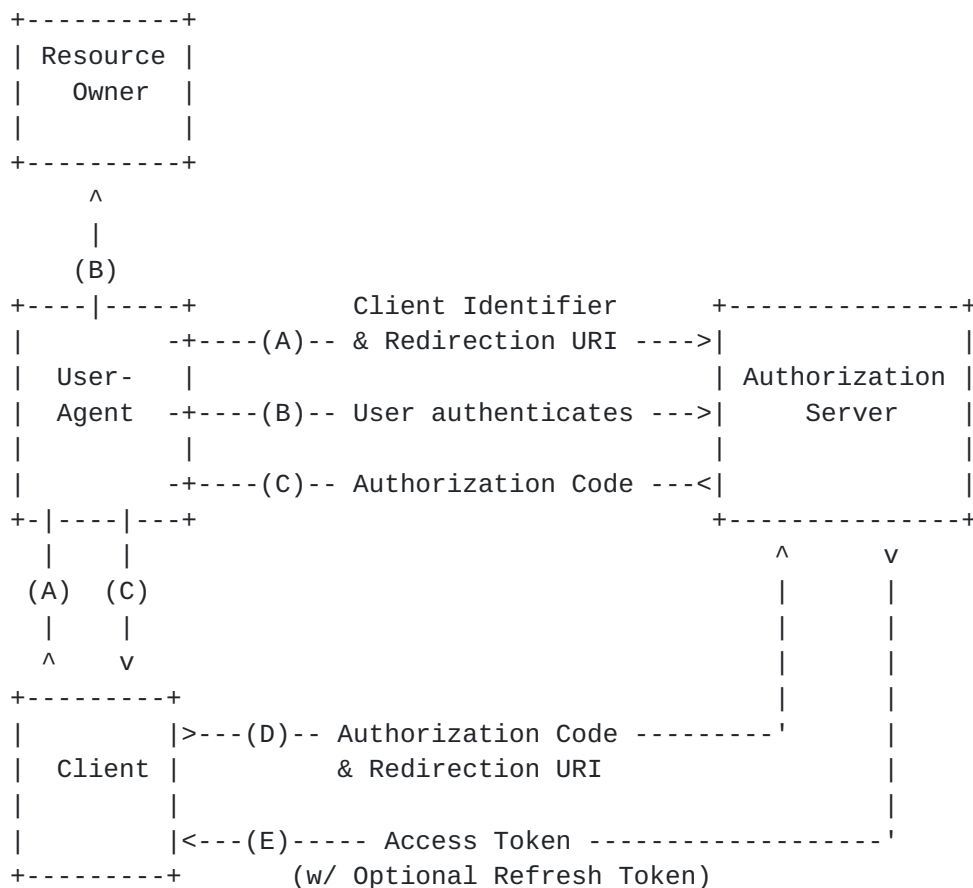 +----------+
| Resource |
|   Owner  |
|          |
+----------+
     ^
     |
    (B)
+----|-----+          Client Identifier      +---------------+
|         -+----(A)-- & Redirection URI ---->|               |
|  User-   |                                 | Authorization |
|  Agent  -+----(B)-- User authenticates --->|     Server    |
|          |                                 |               |
|         -+----(C)-- Authorization Code ---<|               |
+-|----|---+                                 +---------------+
  |    |                                         ^      v
 (A)  (C)                                        |      |
  |    |                                         |      |
  ^    v                                         |      |
+---------+                                      |      |
|         |>---(D)-- Authorization Code ---------'      |
|  Client |          & Redirection URI                  |
|         |                                             |
|         |<---(E)----- Access Token -------------------'
+---------+       (w/ Optional Refresh Token)